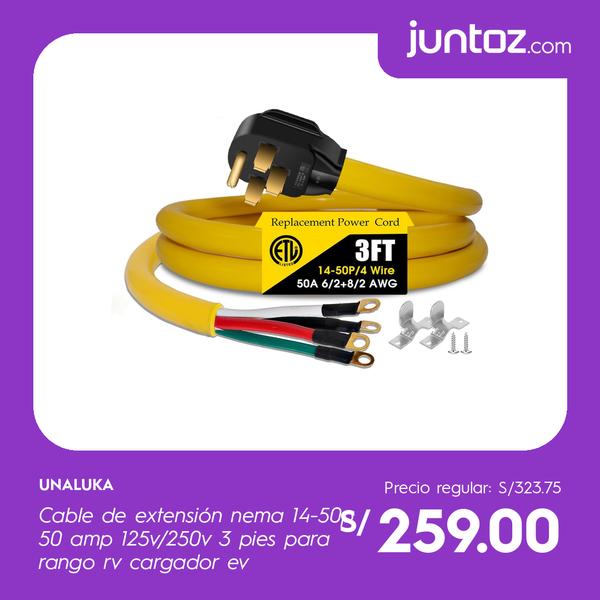 juntoz.com
Replacement Power Cord
ETL
LISTED
3FT
14-50P/4 Wire
50A 6/2+8/2 AWG
UNALUKA
Cable de extensión nema 14-50
50 amp 125v/250v 3 pies para
rango rv cargador ev
Precio regular: S/323.75
S/ 259.00